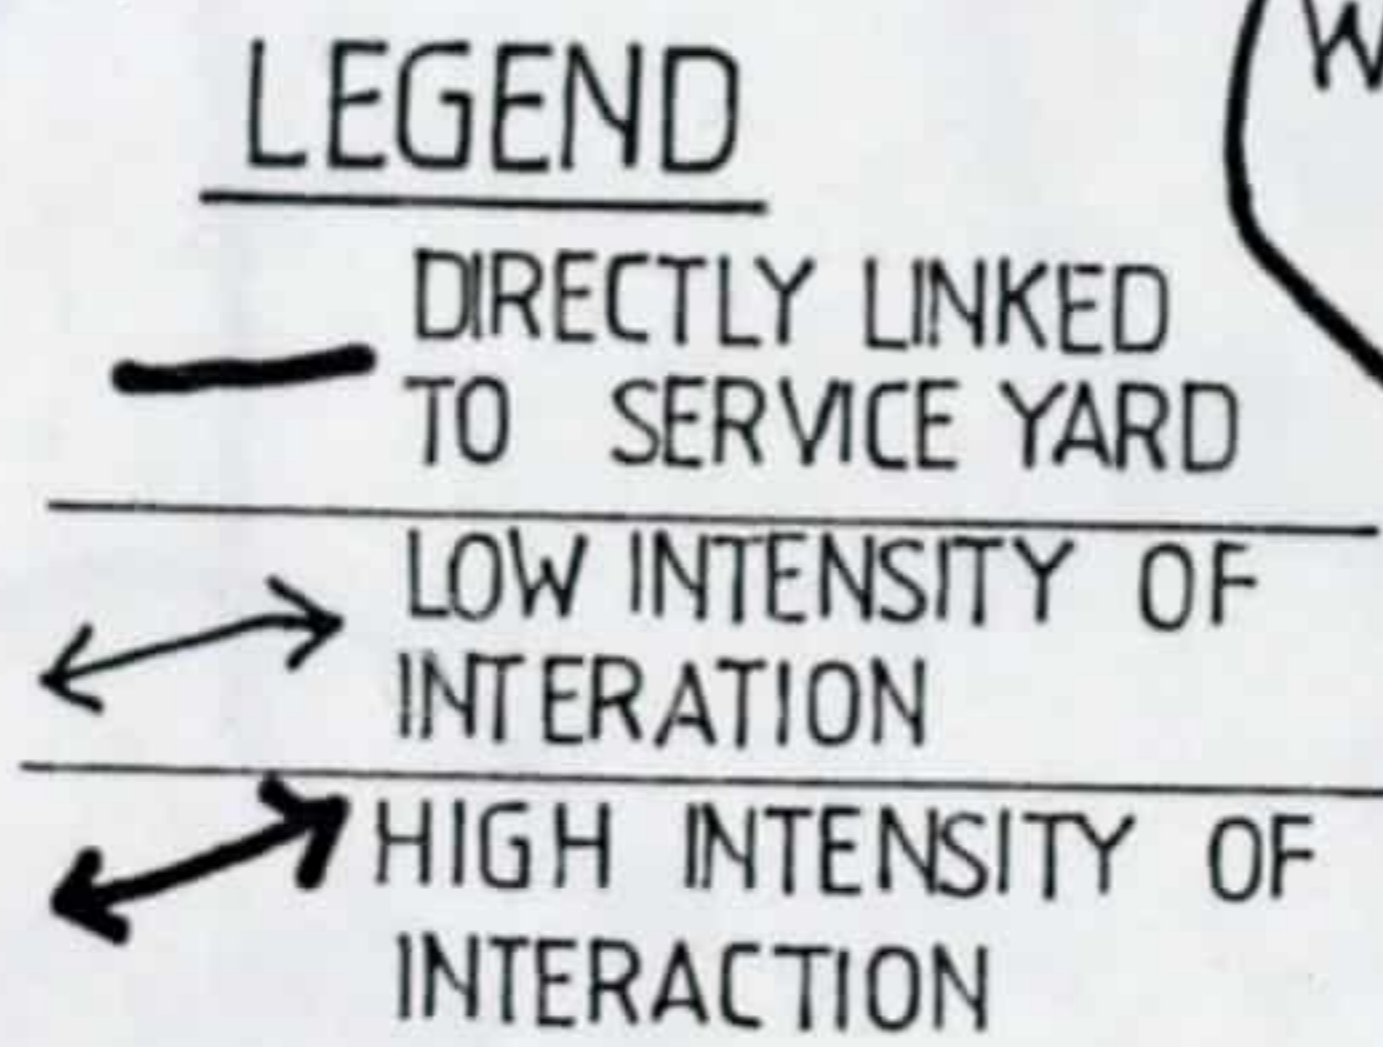 LEGEND
DIRECTLY LINKED
TO SERVICE YARD
LOW INTENSITY OF
INTERATION
HIGH INTENSITY OF
INTERACTION